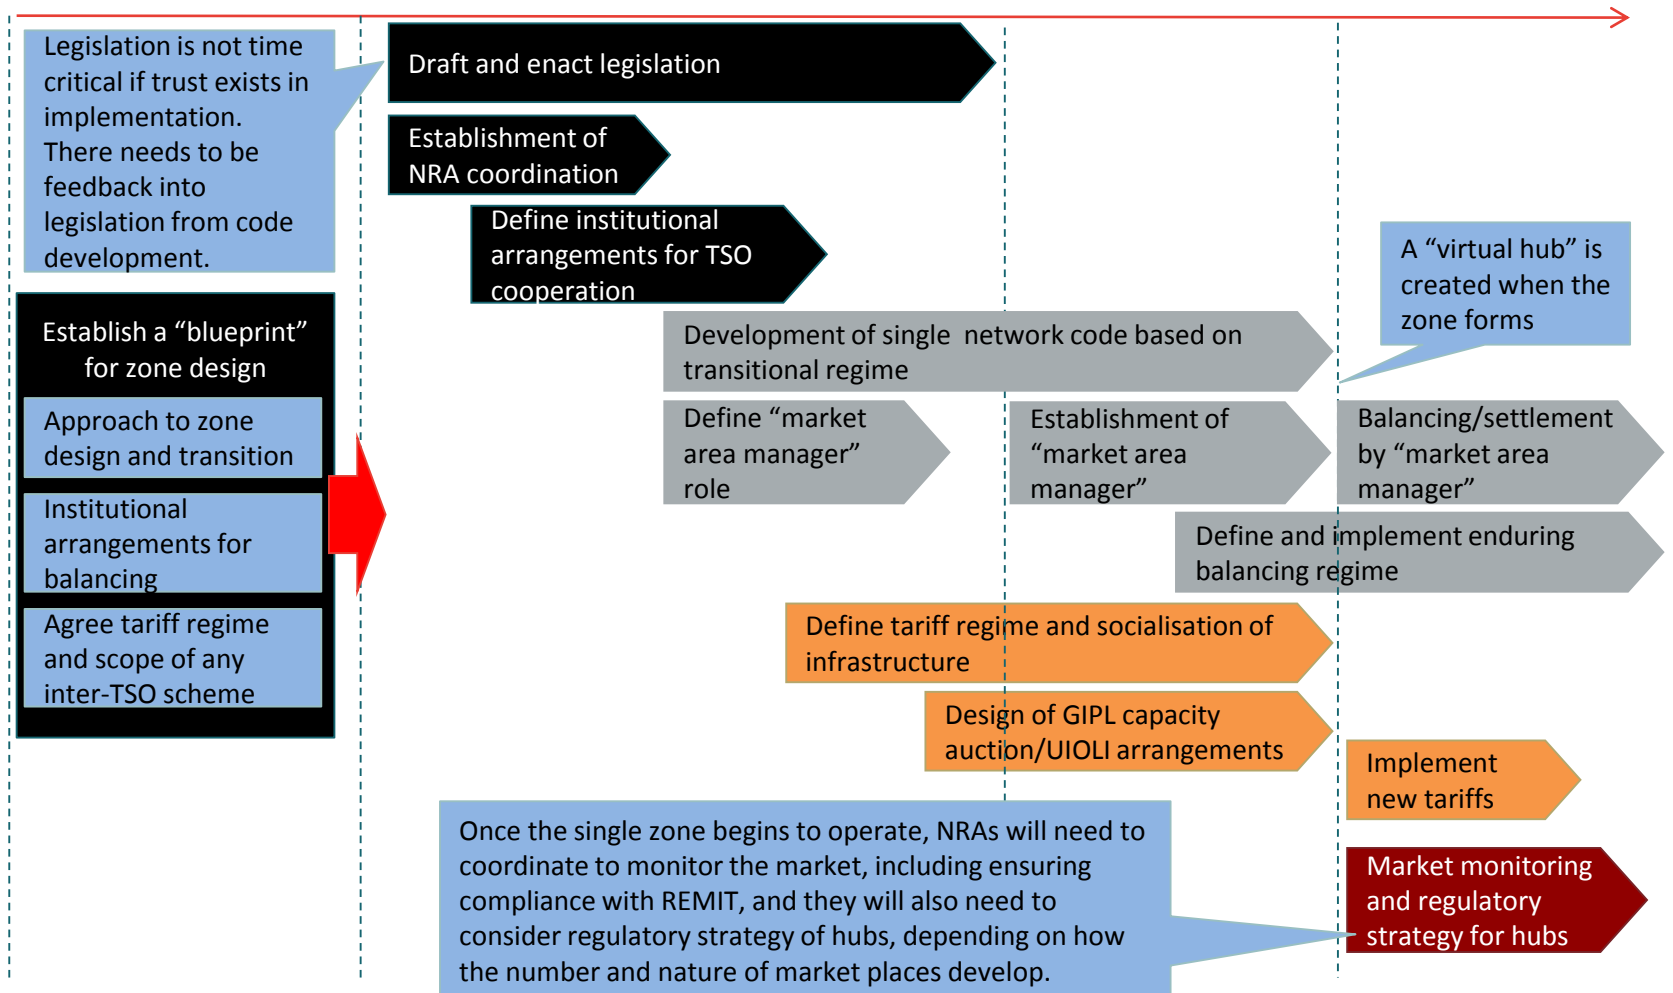 Legislation is not time
critical if trust exists in
implementation.
There needs to be
feedback into
legislation from code
development.
Draft and enact legislation
Establishment of
NRA coordination
Define institutional
arrangements for TSO
cooperation
A “virtual hub” is
created when the
zone forms
Establish a “blueprint”
for zone design
Approach to zone
design and transition
Institutional
arrangements for
balancing
Agree tariff regime
and scope of any
inter-TSO scheme
Development of single network code based on
transitional regime
Define “market
area manager”
role
Establishment of
“market area
manager”
Balancing/settlement
by “market area
manager”
Define and implement enduring
balancing regime
Define tariff regime and socialisation of
infrastructure
Design of GIPL capacity
auction/UIOLI arrangements
Implement
new tariffs
Once the single zone begins to operate, NRAs will need to
coordinate to monitor the market, including ensuring
compliance with REMIT, and they will also need to
consider regulatory strategy of hubs, depending on how
the number and nature of market places develop.
Market monitoring
and regulatory
strategy for hubs